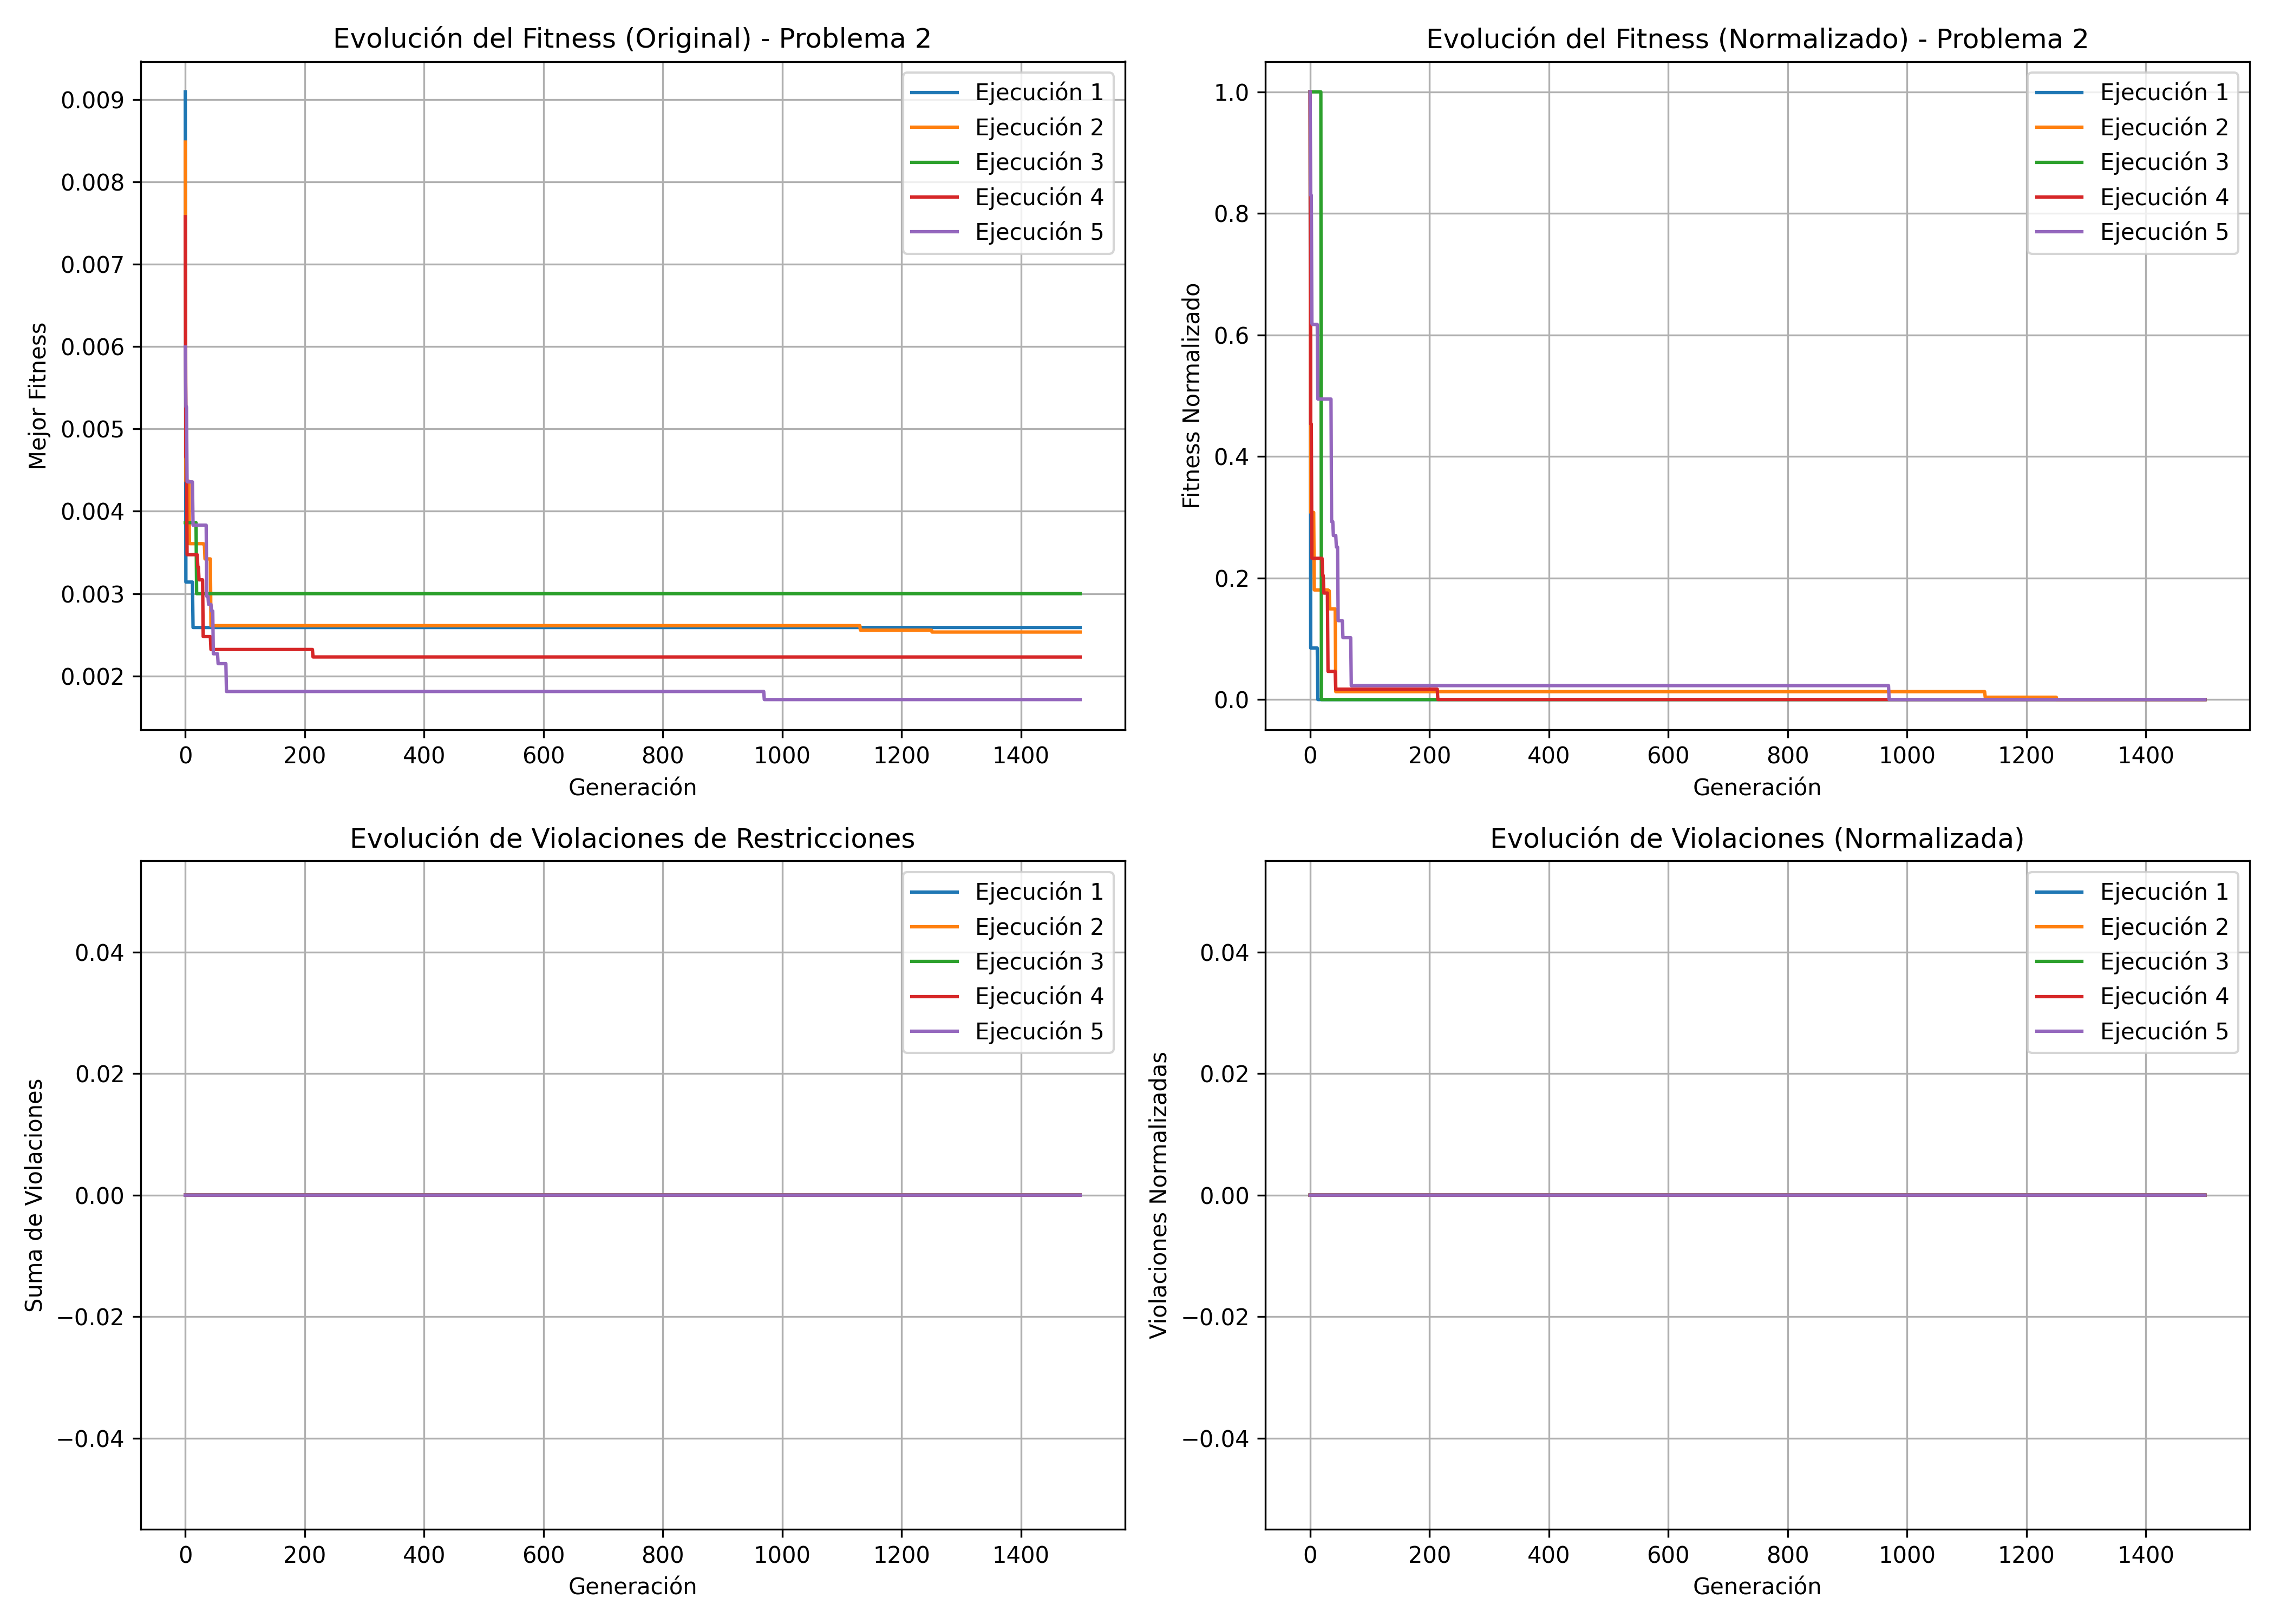 Evolución del Fitness (Original) - Problema 2
Mejor Fitness
0.009
0.008
0.007
0.006
0.005
0.004
0.003
0.002
Ejecución 1
Ejecución 2
Ejecución 3
Ejecución 4
Ejecución 5
0 200 400 600 800 1000 1200 1400
Generación
Evolución del Fitness (Normalizado) - Problema 2
Fitness Normalizado
1.0
0.8
0.6
0.4
0.2
0.0
Ejecución 1
Ejecución 2
Ejecución 3
Ejecución 4
Ejecución 5
0 200 400 600 800 1000 1200 1400
Generación
Evolución de Violaciones de Restricciones
Suma de Violaciones
0.04
0.02
0.00
−0.02
−0.04
Ejecución 1
Ejecución 2
Ejecución 3
Ejecución 4
Ejecución 5
0 200 400 600 800 1000 1200 1400
Generación
Evolución de Violaciones (Normalizada)
Violaciones Normalizadas
0.04
0.02
0.00
−0.02
−0.04
Ejecución 1
Ejecución 2
Ejecución 3
Ejecución 4
Ejecución 5
0 200 400 600 800 1000 1200 1400
Generación